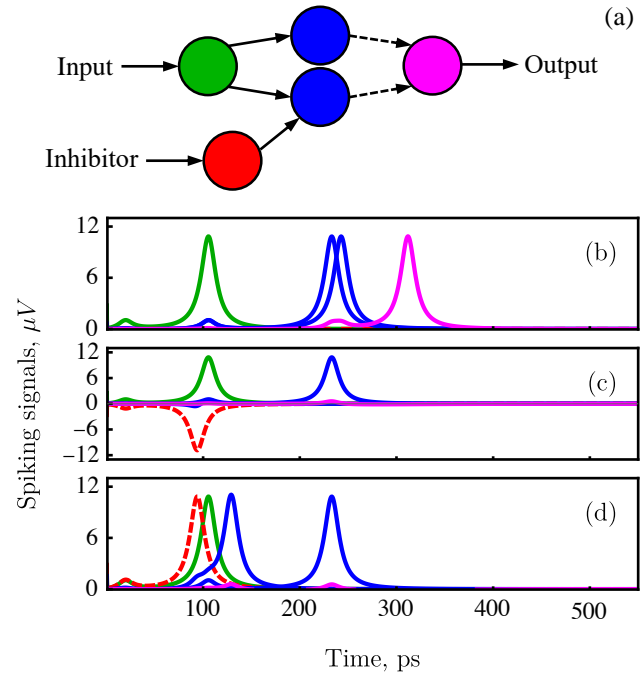 (a)
Input
Output
Inhibitor
Spiking signals, μV
12
6
0
(b)
12
6
0
−6
−12
(c)
12
6
0
(d)
100 200 300 400 500
Time, ps